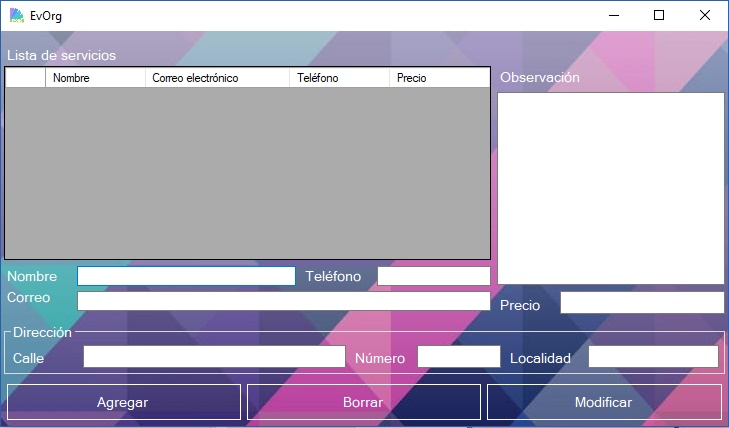 EvOrg
Lista de servicios
Nombre Correo electrónico Teléfono Precio
Observación
Nombre Teléfono
Correo
Precio
Dirección
Calle Número Localidad
Agregar Borrar Modificar